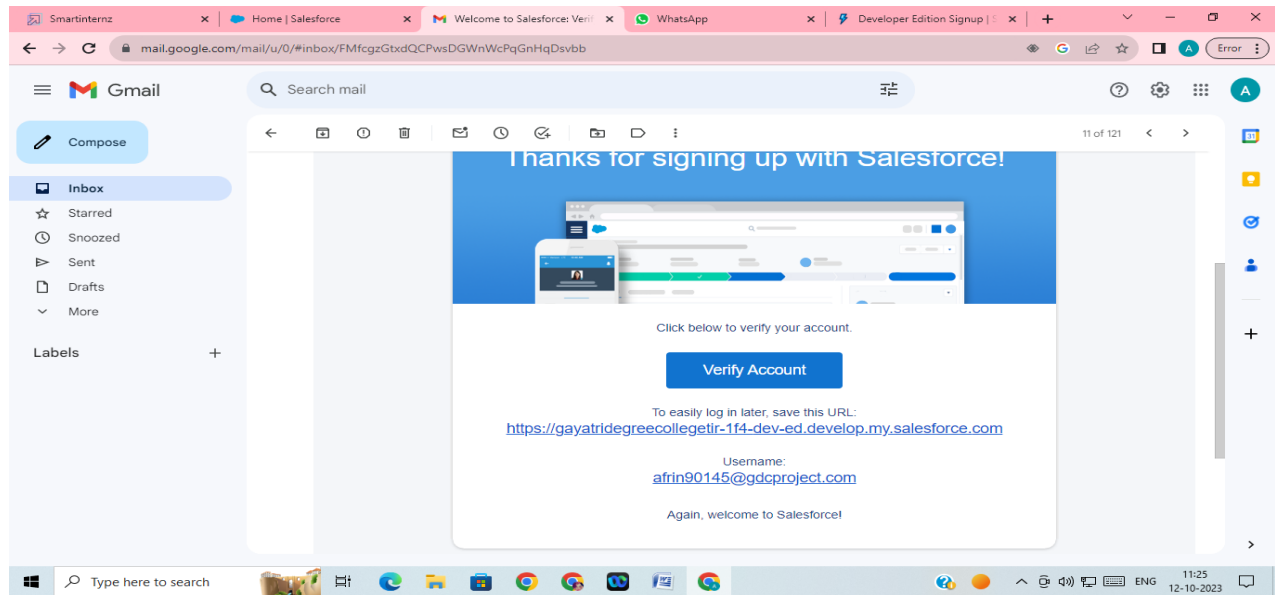 Smartinternz
Home | Salesforce
Welcome to Salesforce: Verif
WhatsApp
Developer Edition Signup | S
mail.google.com/mail/u/0/#inbox/FMfcgzGtxdQCPwsDGWnWcPqGnHqDsvbb
G
A
Error
Gmail
Search mail
A
Compose
11 of 121
31
Inbox
Starred
Snoozed
Sent
Drafts
More
Labels
Thanks for signing up with Salesforce!
Click below to verify your account.
Verify Account
To easily log in later, save this URL:
https://gayatridegreecollegetir-1f4-dev-ed.develop.my.salesforce.com
Username:
afrin90145@gdcproject.com
Again, welcome to Salesforce!
Type here to search
ENG
11:25
12-10-2023